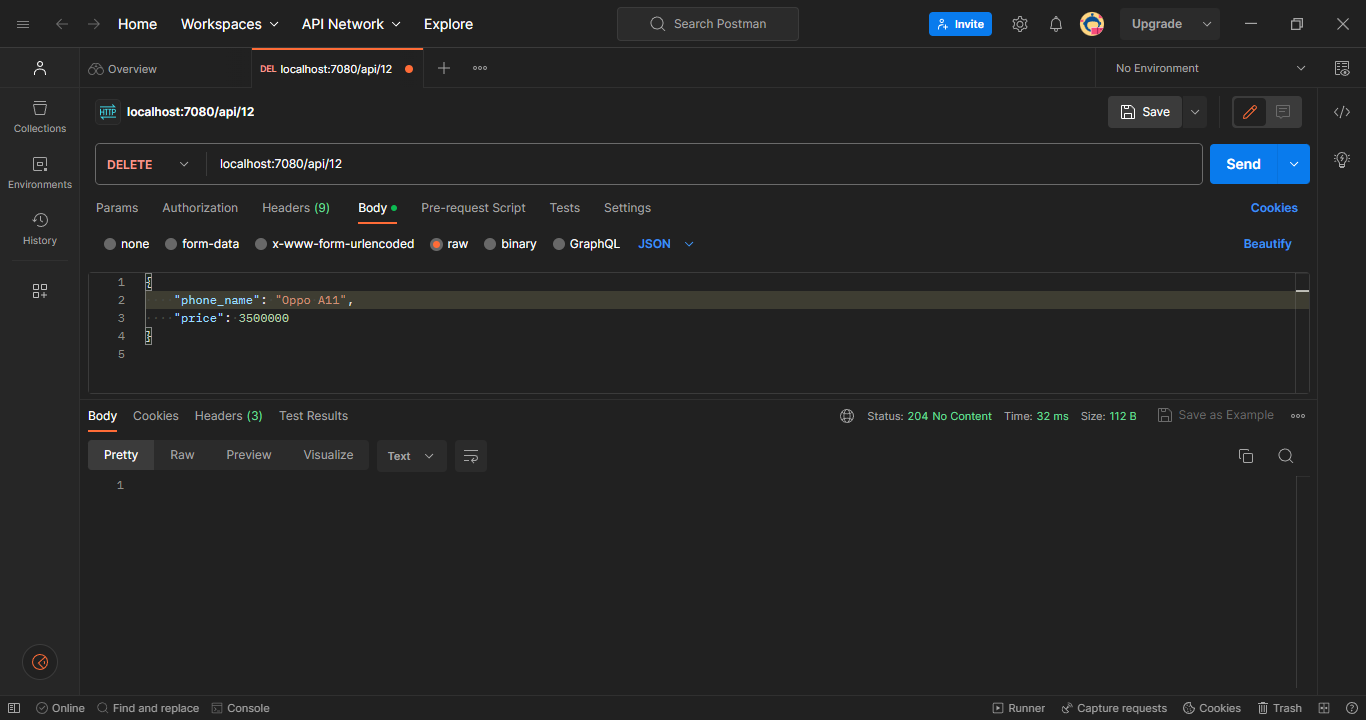 Home Workspaces API Network Explore Search Postman Invite Upgrade
Overview DEL localhost:7080/api/12 No Environment
HTTP localhost:7080/api/12 Save
Collections
DELETE localhost:7080/api/12 Send
Environments
Params Authorization Headers (9) Body Pre-request Script Tests Settings Cookies
History
none form-data x-www-form-urlencoded raw binary GraphQL JSON Beautify
1 {
2 "phone_name": "Oppo A11",
3 "price": 3500000
4 }
5
Body Cookies Headers (3) Test Results Status: 204 No Content Time: 32 ms Size: 112 B Save as Example
Pretty Raw Preview Visualize Text
1
Online Find and replace Console Runner Capture requests Cookies Trash